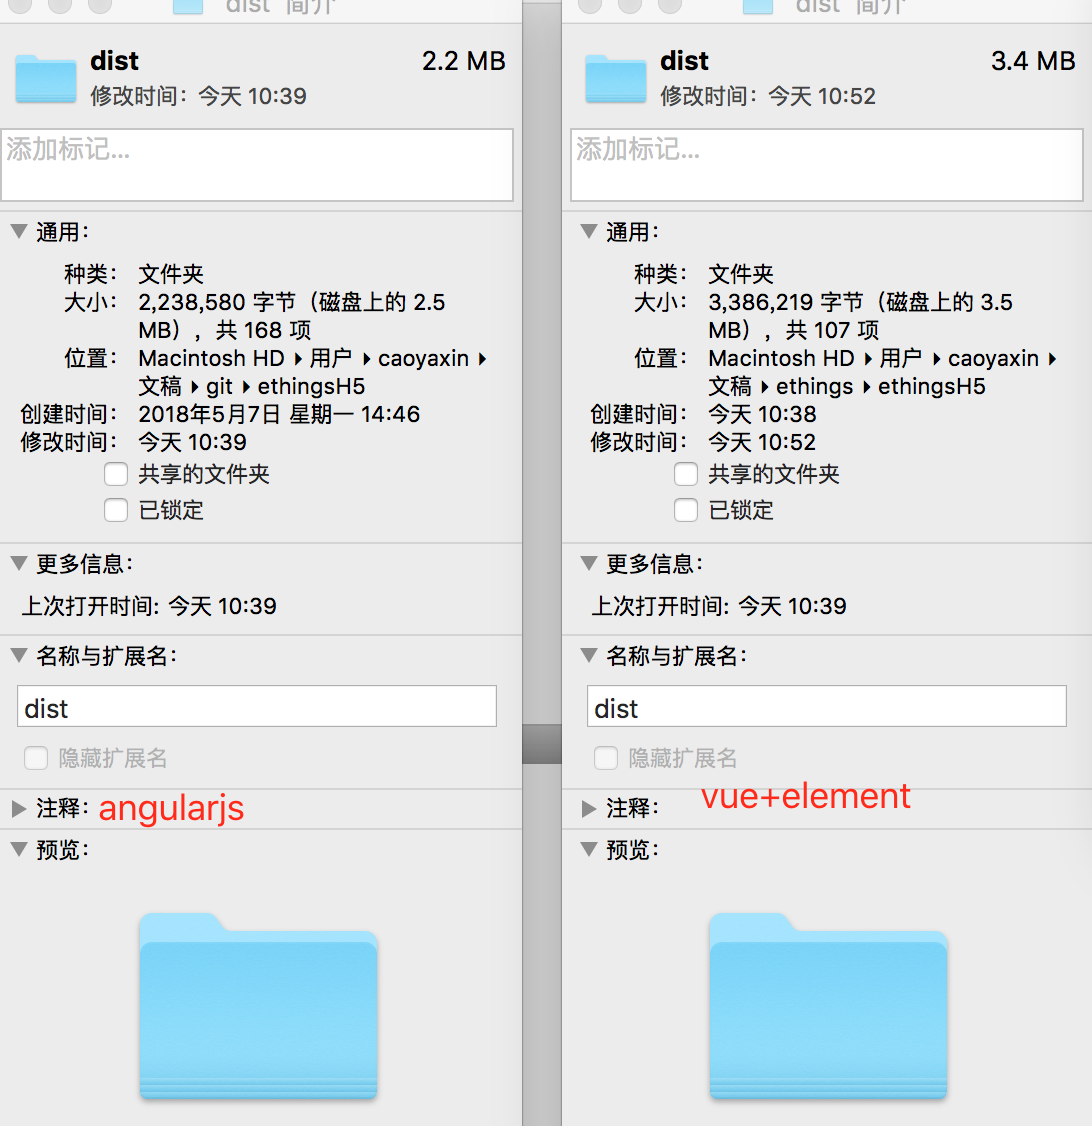 dist 简介
dist
2.2 MB
修改时间：今天 10:39
添加标记...
通用：
种类： 文件夹
大小： 2,238,580 字节（磁盘上的 2.5
MB），共 168 项
位置： Macintosh HD ▸ 用户 ▸ caoyaxin ▸
文稿 ▸ git ▸ ethingsH5
创建时间： 2018年5月7日 星期一 14:46
修改时间： 今天 10:39
共享的文件夹
已锁定
更多信息：
上次打开时间: 今天 10:39
名称与扩展名：
dist
隐藏扩展名
注释：
angularjs
预览：
dist 简介
dist
3.4 MB
修改时间：今天 10:52
添加标记...
通用：
种类： 文件夹
大小： 3,386,219 字节（磁盘上的 3.5
MB），共 107 项
位置： Macintosh HD ▸ 用户 ▸ caoyaxin ▸
文稿 ▸ ethings ▸ ethingsH5
创建时间： 今天 10:38
修改时间： 今天 10:52
共享的文件夹
已锁定
更多信息：
上次打开时间: 今天 10:39
名称与扩展名：
dist
隐藏扩展名
vue+element
注释：
预览：